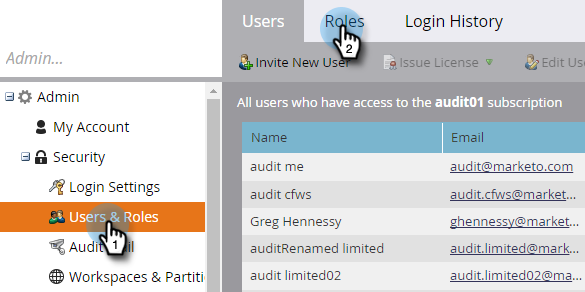 Users Roles Login History
Admin...
Invite New User Issue License Edit Use
Admin
My Account
Security
Login Settings
Users & Roles
Audit
Workspaces & Partiti
1
2
All users who have access to the audit01 subscription
Name Email
audit me audit@marketo.com
audit cfws audit.cfws@market...
Greg Hennessy ghennessy@market...
auditRenamed limited audit.limited@mark...
audit limited02 audit.limited02@ma...